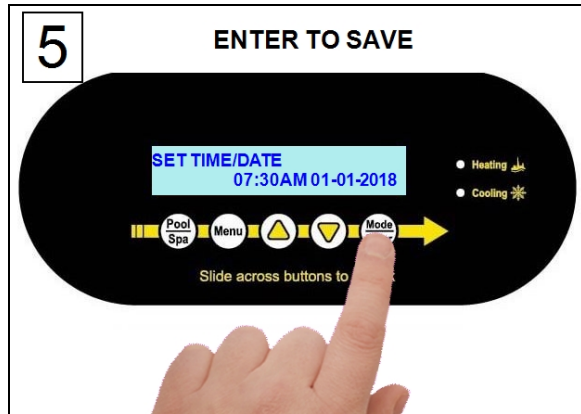 5
ENTER TO SAVE
SET TIME/DATE
07:30AM 01-01-2018
Heating
Cooling
Pool
Spa
Menu
Mode
Slide across buttons to